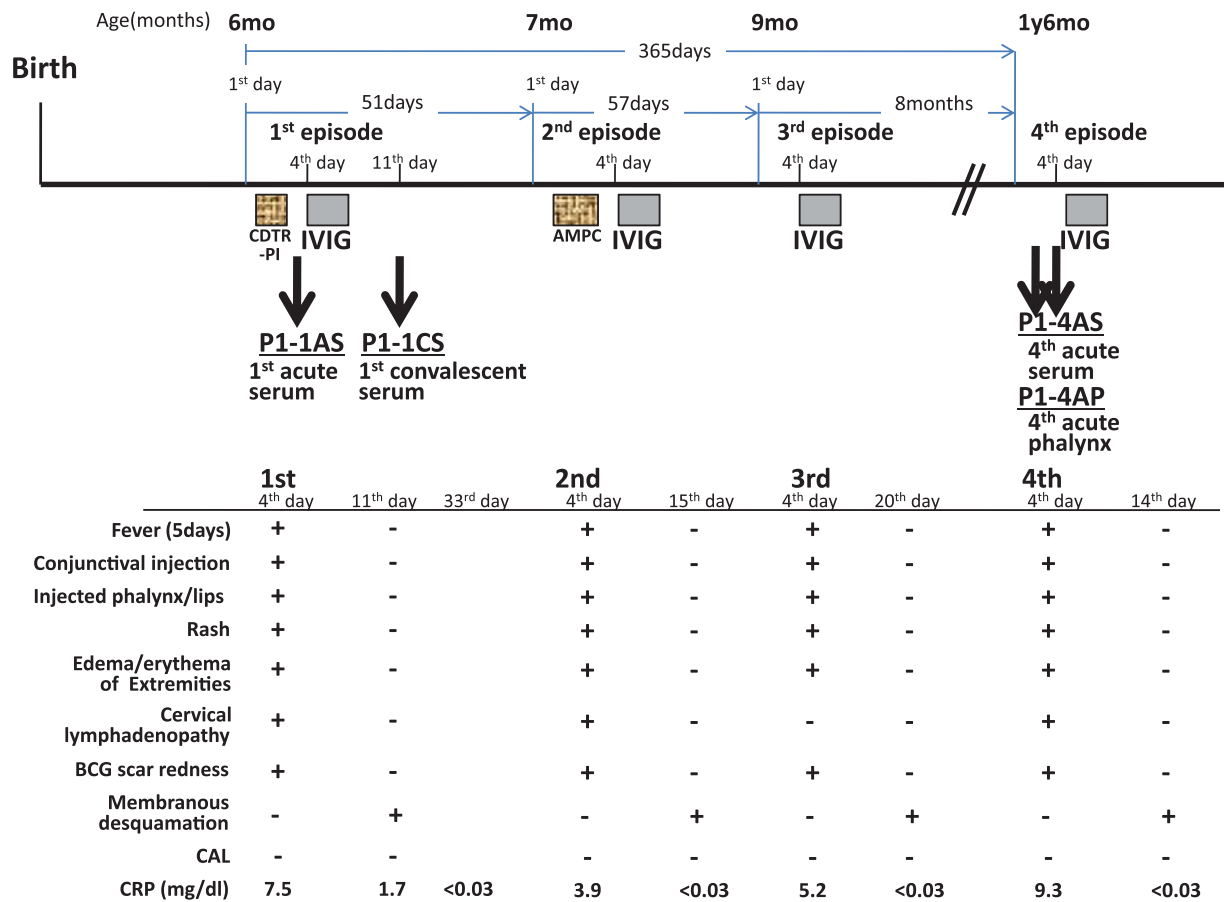 Age(months) 6mo 7mo 9mo 1y6mo
365days
Birth
1st day 1st day 1st day
51days 57days 8months
1st episode 2nd episode 3rd episode 4th episode
4th day 11th day 4th day 4th day 4th day
CDTR
-PI
IVIG AMPC IVIG IVIG IVIG
P1-1AS P1-1CS P1-4AS
1st acute
serum
1st convalescent
serum
4th acute
serum
P1-4AP
4th acute
phalynx
1st 2nd 3rd 4th
4th day 11th day 33rd day 4th day 15th day 4th day 20th day 4th day 14th day
Fever (5days) + - + - + - + -
Conjunctival injection + - + - + - + -
Injected phalynx/lips + - + - + - + -
Rash + - + - + - + -
Edema/erythema
of Extremities + - + - + - + -
Cervical
lymphadenopathy + - + - - - + -
BCG scar redness + - + - + - + -
Membranous
desquamation - + - + - + - +
CAL - - - - - - - -
CRP (mg/dl) 7.5 1.7 <0.03 3.9 <0.03 5.2 <0.03 9.3 <0.03